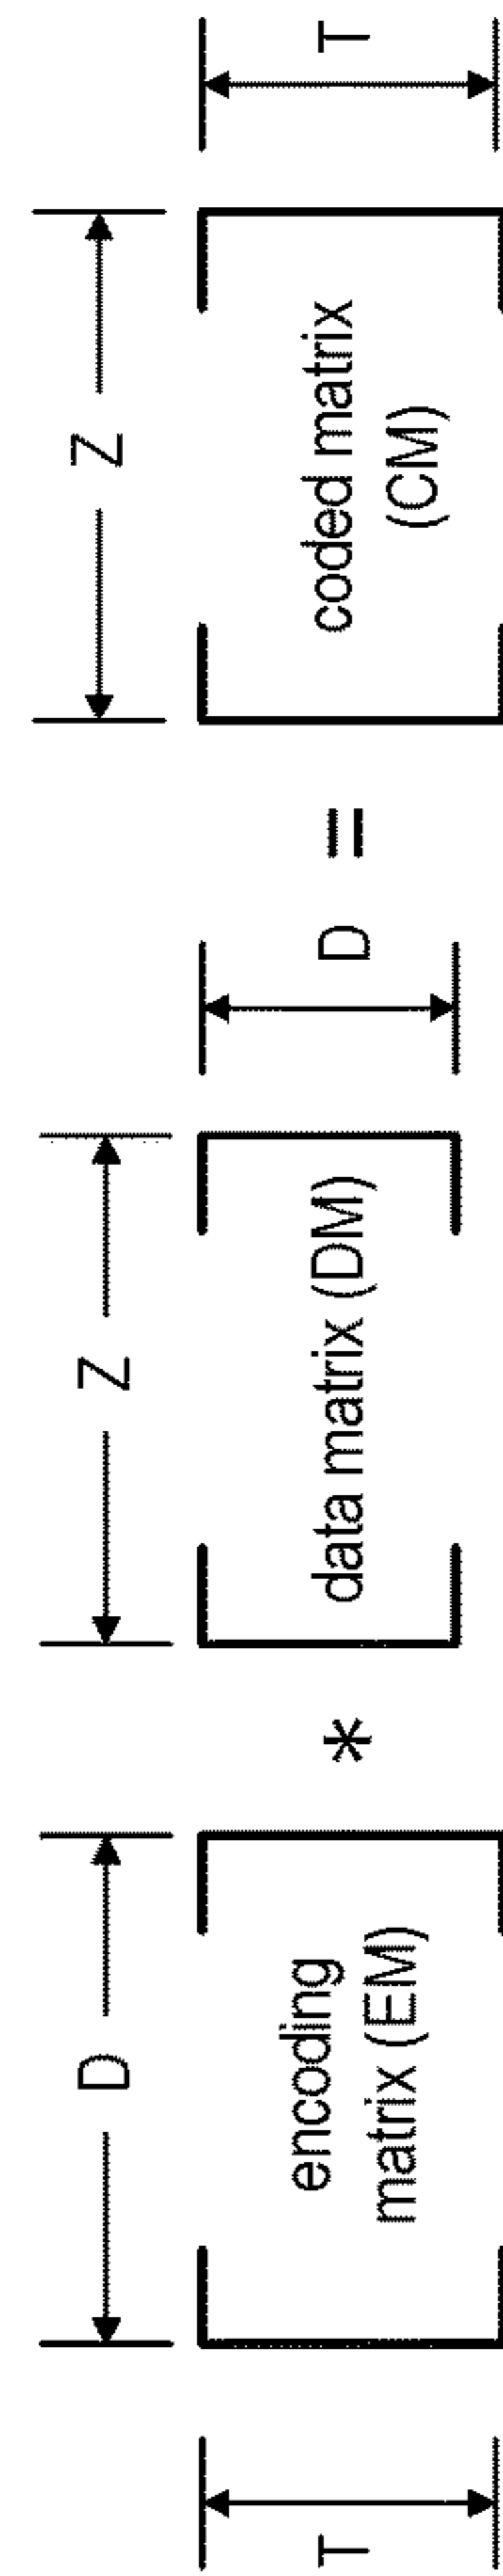 T
D
encoding
matrix (EM)
*
Z
data matrix (DM)
D
=
Z
coded matrix
(CM)
T